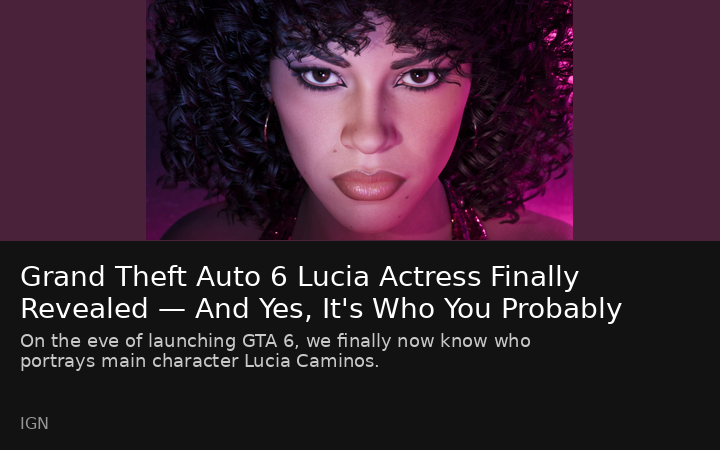 Grand Theft Auto 6 Lucia Actress Finally
Revealed — And Yes, It's Who You Probably
On the eve of launching GTA 6, we finally now know who
portrays main character Lucia Caminos.
IGN